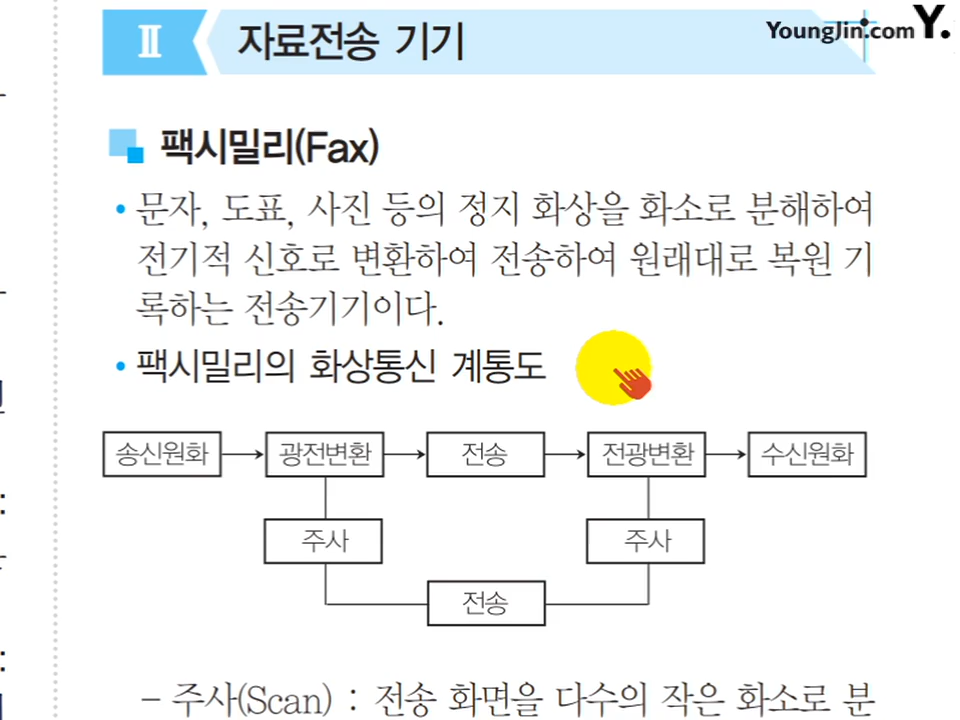 Ⅱ 자료전송 기기
YoungJin.com Y.
팩시밀리(Fax)
• 문자, 도표, 사진 등의 정지 화상을 화소로 분해하여
전기적 신호로 변환하여 전송하여 원래대로 복원 기
록하는 전송기기이다.
• 팩시밀리의 화상통신 계통도
송신원화 광전변환 전송 전광변환 수신원화
주사 주사
전송
– 주사(Scan) : 전송 화면을 다수의 작은 화소로 분